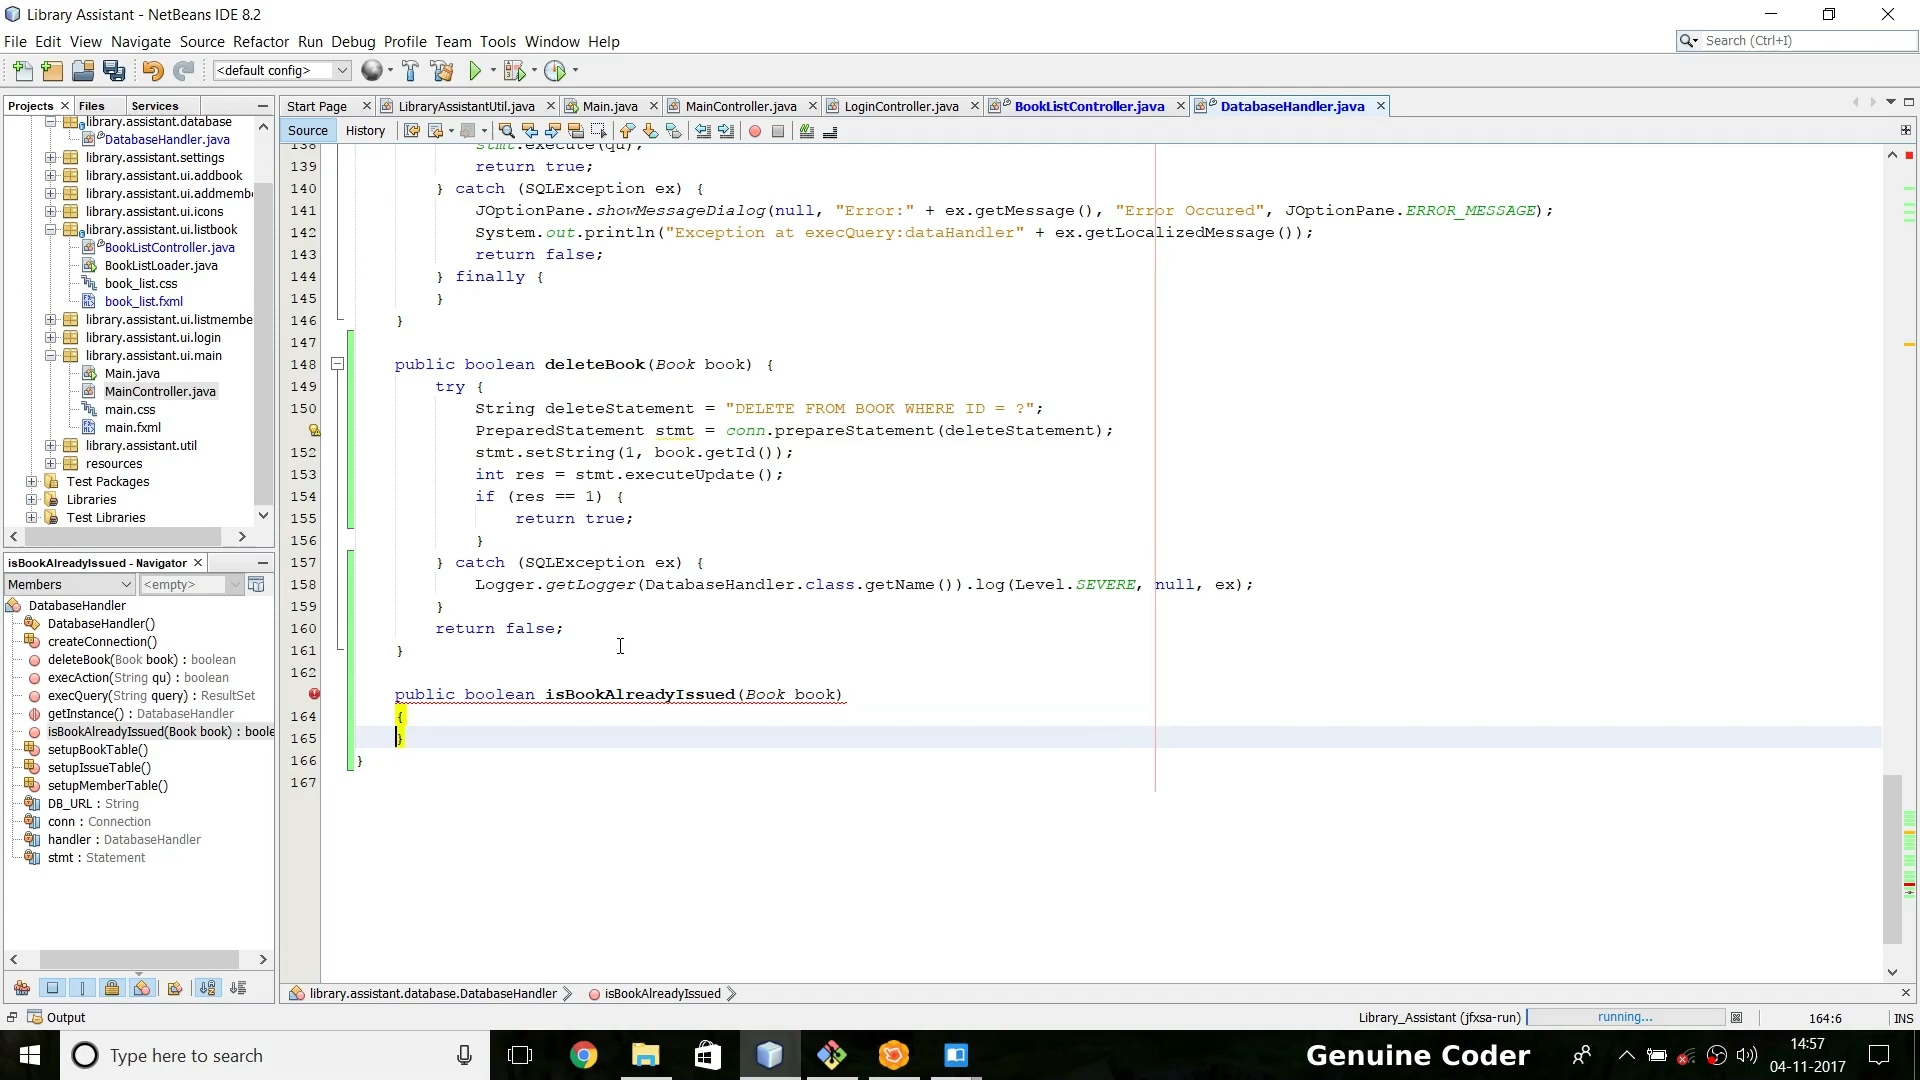 Library Assistant - NetBeans IDE 8.2
File Edit View Navigate Source Refactor Run Debug Profile Team Tools Window Help
Search (Ctrl+I)
<default config>
Projects Files Services
Start Page LibraryAssistantUtil.java Main.java MainController.java LoginController.java BookListController.java DatabaseHandler.java
Source History
library.assistant.database
DatabaseHandler.java
library.assistant.settings
library.assistant.ui.addbook
library.assistant.ui.addmembe
library.assistant.ui.icons
library.assistant.ui.listbook
BookListController.java
BookListLoader.java
book_list.css
book_list.fxml
library.assistant.ui.listmembe
library.assistant.ui.login
library.assistant.ui.main
Main.java
MainController.java
main.css
main.fxml
library.assistant.util
resources
Test Packages
Libraries
Test Libraries
isBookAlreadyIssued - Navigator
Members <empty>
DatabaseHandler
DatabaseHandler()
createConnection()
deleteBook(Book book) : boolean
execAction(String qu) : boolean
execQuery(String query) : ResultSet
getInstance() : DatabaseHandler
isBookAlreadyIssued(Book book) : boole
setupBookTable()
setupIssueTable()
setupMemberTable()
DB_URL : String
conn : Connection
handler : DatabaseHandler
stmt : Statement
138 stmt.execute(qu);
139 return true;
140 } catch (SQLException ex) {
141 JOptionPane.showMessageDialog(null, "Error:" + ex.getMessage(), "Error Occured", JOptionPane.ERROR_MESSAGE);
142 System.out.println("Exception at execQuery:dataHandler" + ex.getLocalizedMessage());
143 return false;
144 } finally {
145 }
146 }
147
148 public boolean deleteBook(Book book) {
149 try {
150 String deleteStatement = "DELETE FROM BOOK WHERE ID = ?";
PreparedStatement stmt = conn.prepareStatement(deleteStatement);
152 stmt.setString(1, book.getId());
153 int res = stmt.executeUpdate();
154 if (res == 1) {
155 return true;
156 }
157 } catch (SQLException ex) {
158 Logger.getLogger(DatabaseHandler.class.getName()).log(Level.SEVERE, null, ex);
159 }
160 return false;
161 }
162
public boolean isBookAlreadyIssued(Book book)
164 {
165 }
166 }
167
library.assistant.database.DatabaseHandler isBookAlreadyIssued
Output
Library_Assistant (jfxsa-run) running... 164:6 INS
Type here to search
Genuine Coder
14:57
04-11-2017